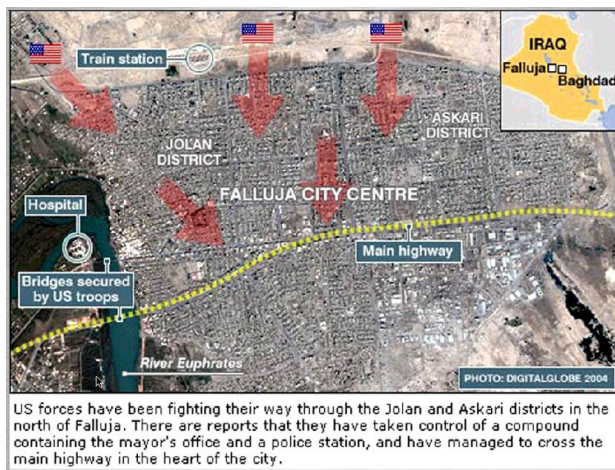 Train station
IRAQ
Falluja
Baghdad
JOLAN
DISTRICT
ASKARI
DISTRICT
FALLUJA CITY CENTRE
Hospital
Main highway
Bridges secured
by US troops
River Euphrates
PHOTO: DIGITALGLOBE 2004
US forces have been fighting their way through the Jolan and Askari districts in the
north of Falluja. There are reports that they have taken control of a compound
containing the mayor's office and a police station, and have managed to cross the
main highway in the heart of the city.